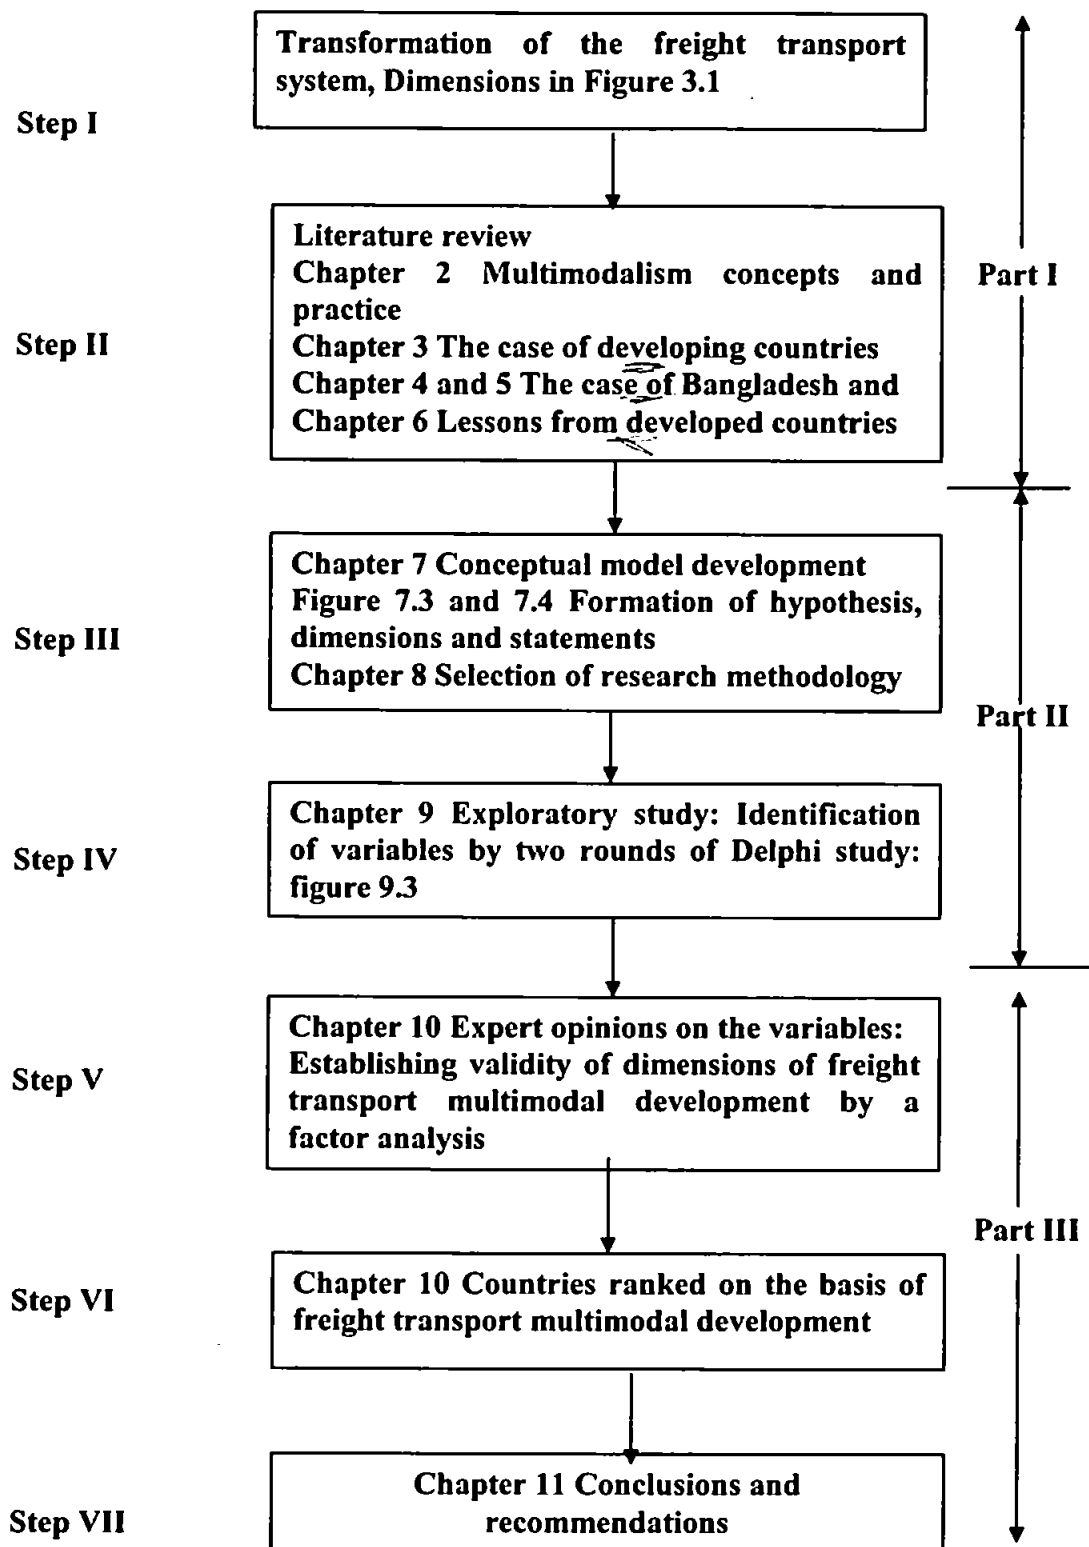 Transformation of the freight transport
system, Dimensions in Figure 3.1
Step I
Literature review
Chapter 2 Multimodalism concepts and
practice
Chapter 3 The case of developing countries
Chapter 4 and 5 The case of Bangladesh and
Chapter 6 Lessons from developed countries
Step II
Part I
Chapter 7 Conceptual model development
Figure 7.3 and 7.4 Formation of hypothesis,
dimensions and statements
Chapter 8 Selection of research methodology
Step III
Part II
Chapter 9 Exploratory study: Identification
of variables by two rounds of Delphi study:
figure 9.3
Step IV
Chapter 10 Expert opinions on the variables:
Establishing validity of dimensions of freight
transport multimodal development by a
factor analysis
Step V
Part III
Chapter 10 Countries ranked on the basis of
freight transport multimodal development
Step VI
Chapter 11 Conclusions and
recommendations
Step VII